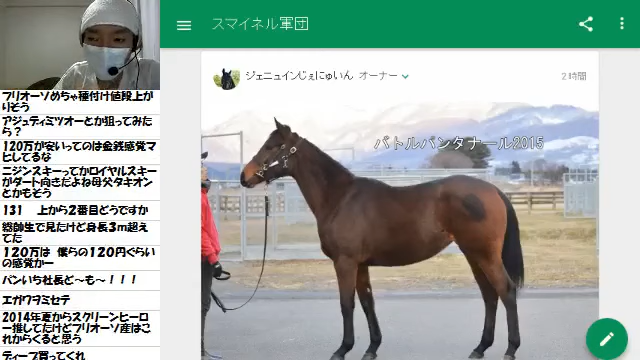 スマイネル軍団
ジェニュインじぇにゅいん オーナー
2 時間
バトルバンタナール2015
フリオーソめちゃ種付け値段上が
りそう
アジュディミツオーとか狙ってみた
ら？
120万が安いっては金銭感覚マ
ヒしてるな
ニジンスキーってかロイヤルスキー
がダート向きだよね母父タキオン
とかもそう
131　上から2番目どうですか
総帥生で見たけど身長3m超え
てた
120万は 僕らの120円ぐらい
の感覚かー
パンいち社長ど～も～！！！
エガワヲミセテ
2014年夏からスクリーンヒーロ
ー推してたけどフリオーソ産はこ
れからくると思う
ディープ買ってくれ